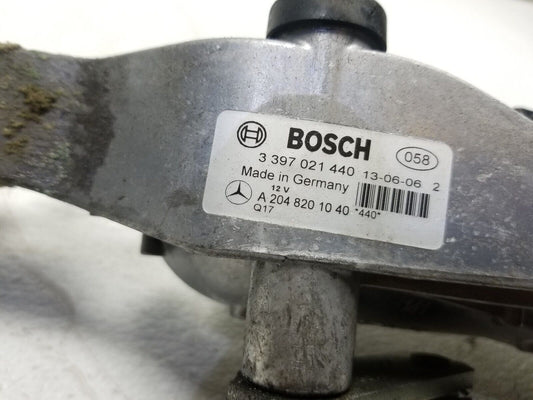 BOSCH 058
3 397 021 440 13-06-06 2
Made in Germany
12 V
A 204 820 10 40 "440"
Q17